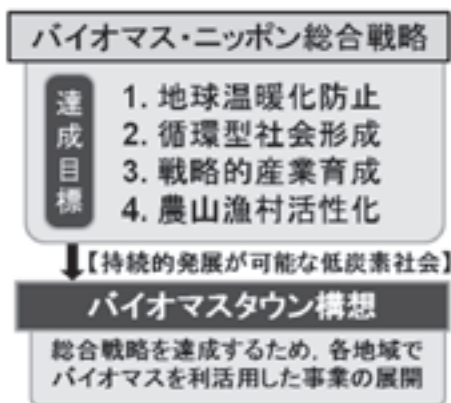 バイオマス・ニッポン総合戦略
達成目標
1. 地球温暖化防止
2. 循環型社会形成
3. 戦略的産業育成
4. 農山漁村活性化
【持続的発展が可能な低炭素社会】
バイオマスタウン構想
総合戦略を達成するため，各地域で
バイオマスを利活用した事業の展開